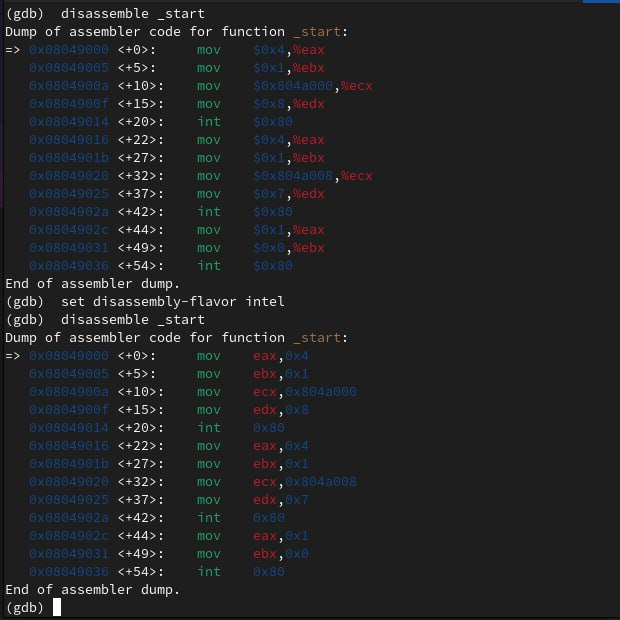 (gdb)  disassemble _start
Dump of assembler code for function _start:
=> 0x08049000 <+0>:     mov    $0x4,%eax
   0x08049005 <+5>:     mov    $0x1,%ebx
   0x0804900a <+10>:    mov    $0x804a000,%ecx
   0x0804900f <+15>:    mov    $0x8,%edx
   0x08049014 <+20>:    int    $0x80
   0x08049016 <+22>:    mov    $0x4,%eax
   0x0804901b <+27>:    mov    $0x1,%ebx
   0x08049020 <+32>:    mov    $0x804a008,%ecx
   0x08049025 <+37>:    mov    $0x7,%edx
   0x0804902a <+42>:    int    $0x80
   0x0804902c <+44>:    mov    $0x1,%eax
   0x08049031 <+49>:    mov    $0x0,%ebx
   0x08049036 <+54>:    int    $0x80
End of assembler dump.
(gdb)  set disassembly-flavor intel
(gdb)  disassemble _start
Dump of assembler code for function _start:
=> 0x08049000 <+0>:     mov    eax,0x4
   0x08049005 <+5>:     mov    ebx,0x1
   0x0804900a <+10>:    mov    ecx,0x804a000
   0x0804900f <+15>:    mov    edx,0x8
   0x08049014 <+20>:    int    0x80
   0x08049016 <+22>:    mov    eax,0x4
   0x0804901b <+27>:    mov    ebx,0x1
   0x08049020 <+32>:    mov    ecx,0x804a008
   0x08049025 <+37>:    mov    edx,0x7
   0x0804902a <+42>:    int    0x80
   0x0804902c <+44>:    mov    eax,0x1
   0x08049031 <+49>:    mov    ebx,0x0
   0x08049036 <+54>:    int    0x80
End of assembler dump.
(gdb)